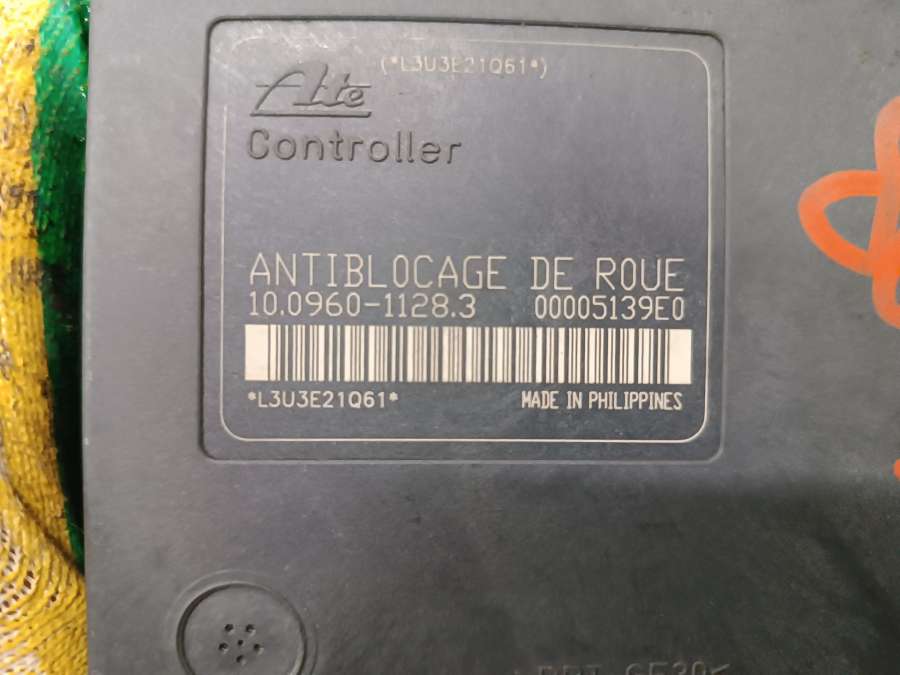 (*L3U3E21Q61*)
Ate
Controller
ANTIBLOCAGE DE ROUE
10.0960-1128.3 00005139E0
*L3U3E21Q61*
MADE IN PHILIPPINES